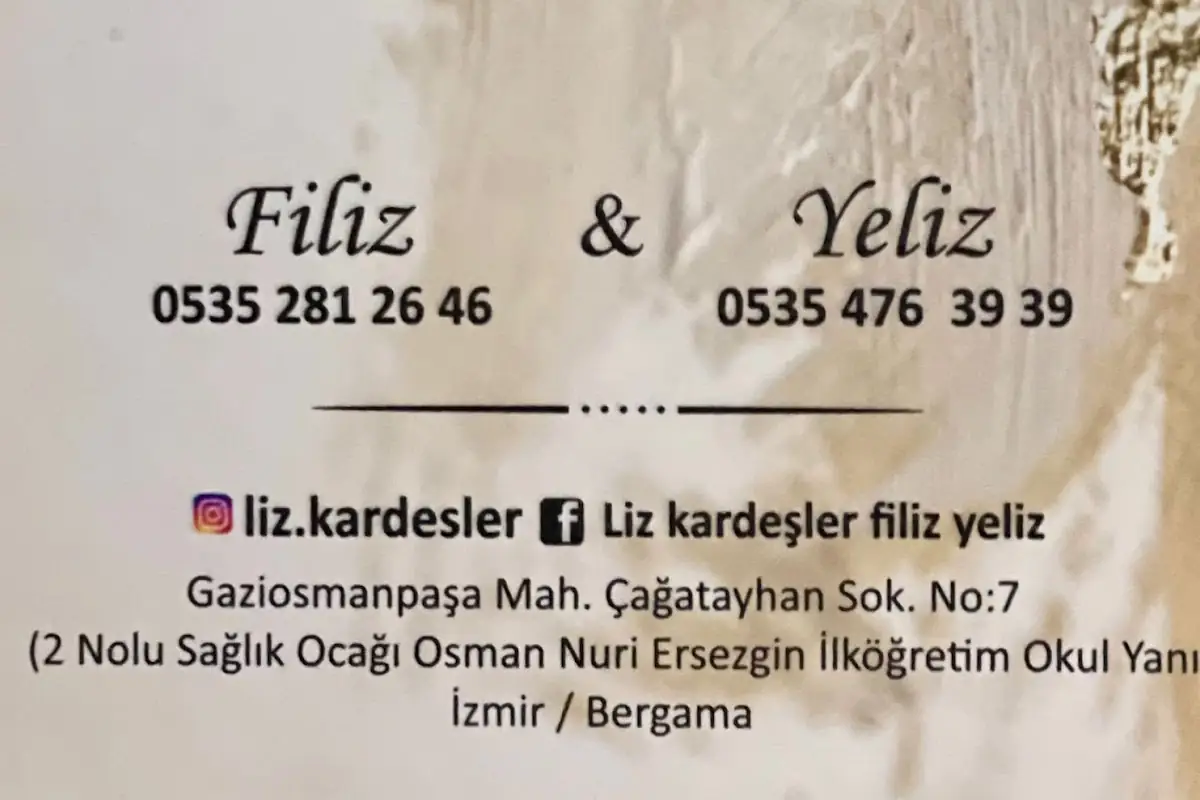 Filiz & Yeliz
0535 281 26 46 0535 476 39 39
liz.kardesler Liz kardeşler filiz yeliz
Gaziosmanpaşa Mah. Çağatayhan Sok. No:7
(2 Nolu Sağlık Ocağı Osman Nuri Ersezgin İlköğretim Okul Yanı
İzmir / Bergama